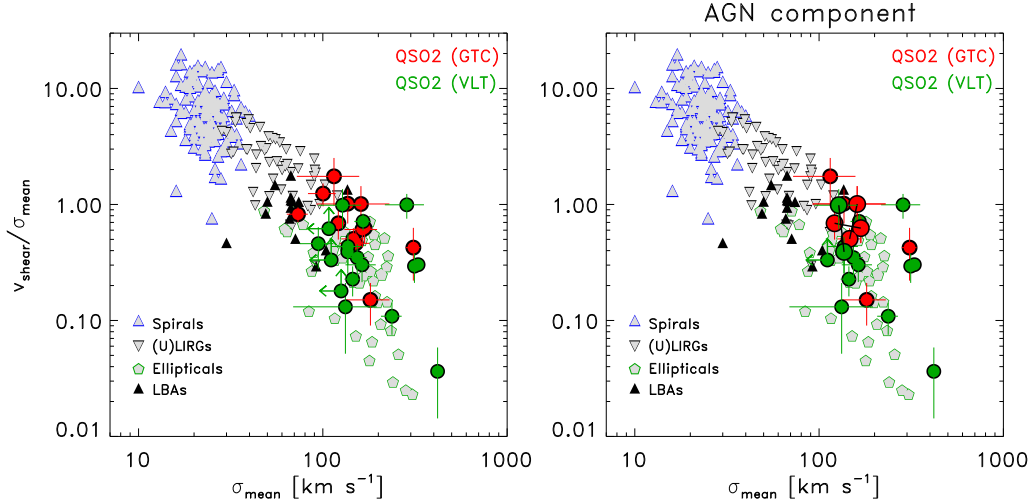 AGN component
QSO2 (GTC)
QSO2 (VLT)
10.00
1.00
0.10
0.01
v_shear/σ_mean
Spirals
(U)LIRGs
Ellipticals
LBAs
10
100
1000
σ_mean [km s⁻¹]
QSO2 (GTC)
QSO2 (VLT)
10.00
1.00
0.10
0.01
Spirals
(U)LIRGs
Ellipticals
LBAs
10
100
1000
σ_mean [km s⁻¹]